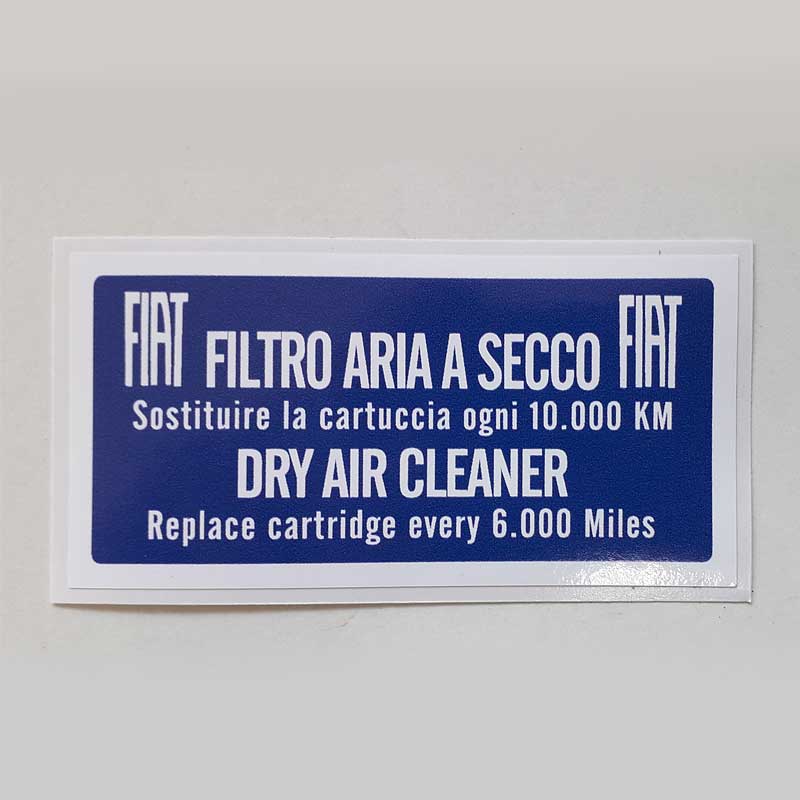 FIAT FILTRO ARIA A SECCO FIAT
Sostituire la cartuccia ogni 10.000 KM
DRY AIR CLEANER
Replace cartridge every 6.000 Miles